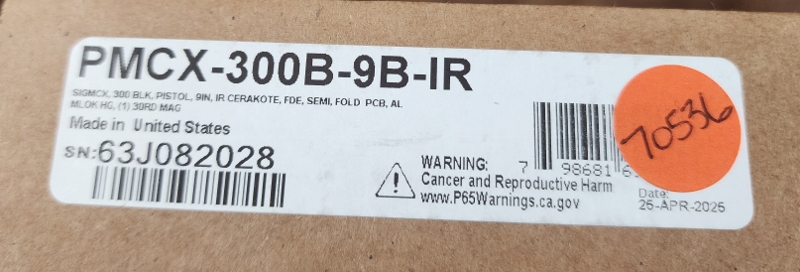 PMCX-300B-9B-IR
SIGMCX, 300 BLK, PISTOL, 9IN, IR CERAKOTE, FDE, SEMI, FOLD PCB, AL
MLOK HG, (1) 30RD MAG
Made in United States
SN:63J082028
WARNING:
Cancer and Reproductive Harm
www.P65Warnings.ca.gov
7 98681 6
70536
Date:
25-APR-2025